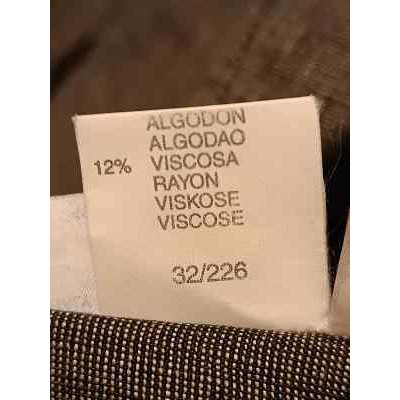 ALGODON
ALGODAO
12% VISCOSA
RAYON
VISKOSE
VISCOSE
32/226